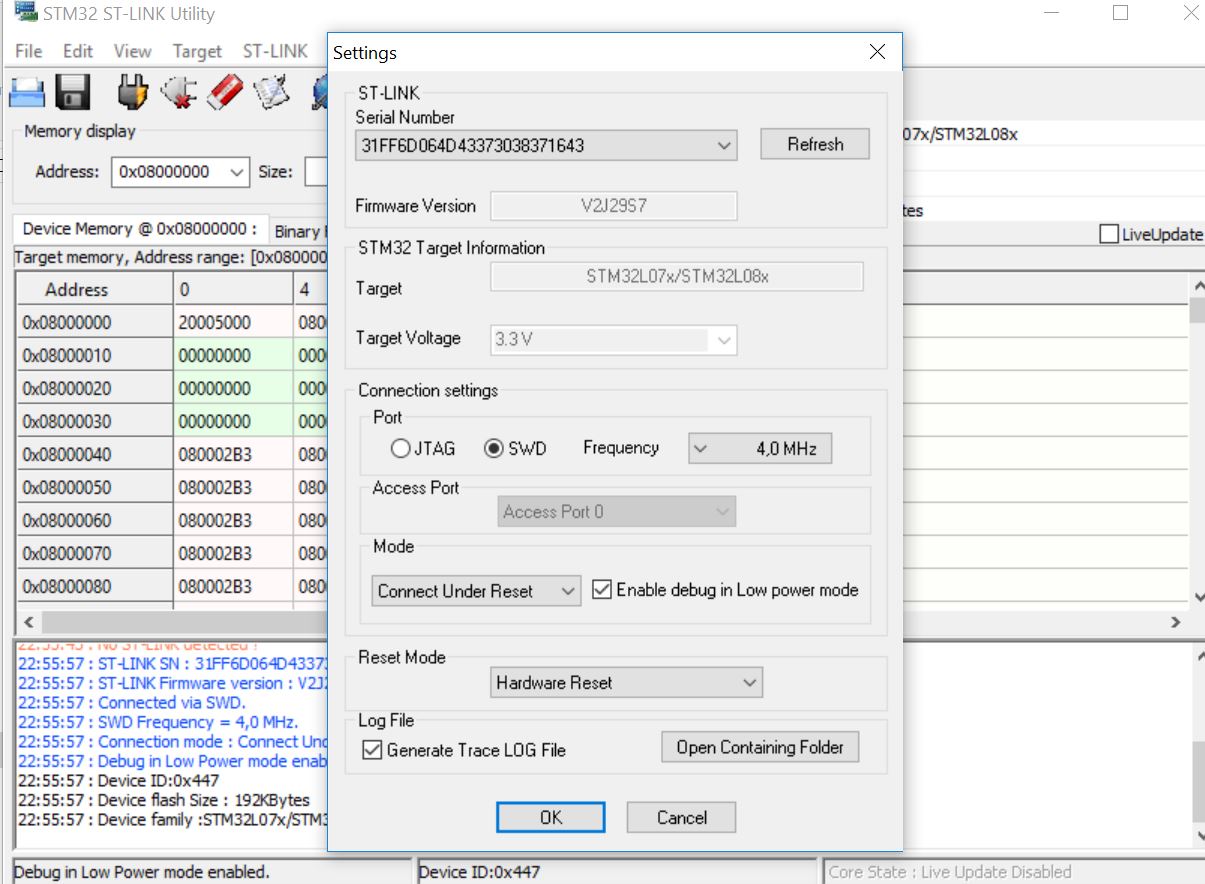 STM32 ST-LINK Utility
File Edit View Target ST-LINK
Memory display
Address: 0x08000000 Size:
Device Memory @ 0x08000000 : Binary
Target memory, Address range: [0x080000
LiveUpdate
07x/STM32L08x
tes
Address 0 4
0x08000000 20005000 080
0x08000010 00000000 000
0x08000020 00000000 000
0x08000030 00000000 000
0x08000040 080002B3 080
0x08000050 080002B3 080
0x08000060 080002B3 080
0x08000070 080002B3 080
0x08000080 080002B3 080
22:55:45 : No ST-LINK detected !
22:55:57 : ST-LINK SN : 31FF6D064D43373
22:55:57 : ST-LINK Firmware version : V2J2
22:55:57 : Connected via SWD.
22:55:57 : SWD Frequency = 4,0 MHz.
22:55:57 : Connection mode : Connect Und
22:55:57 : Debug in Low Power mode enab
22:55:57 : Device ID:0x447
22:55:57 : Device flash Size : 192KBytes
22:55:57 : Device family :STM32L07x/STM3
Debug in Low Power mode enabled.
Device ID:0x447
Core State : Live Update Disabled
Settings
ST-LINK
Serial Number
31FF6D064D43373038371643
Refresh
Firmware Version V2J29S7
STM32 Target Information
Target STM32L07x/STM32L08x
Target Voltage 3.3 V
Connection settings
Port
JTAG SWD Frequency 4,0 MHz
Access Port
Access Port 0
Mode
Connect Under Reset Enable debug in Low power mode
Reset Mode
Hardware Reset
Log File
Generate Trace LOG File Open Containing Folder
OK Cancel